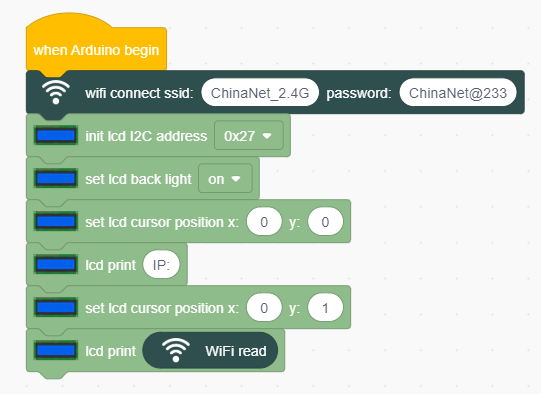 when Arduino begin
wifi connect ssid: ChinaNet_2.4G password: ChinaNet@233
init lcd I2C address 0x27
set lcd back light on
set lcd cursor position x: 0 y: 0
lcd print IP:
set lcd cursor position x: 0 y: 1
lcd print WiFi read